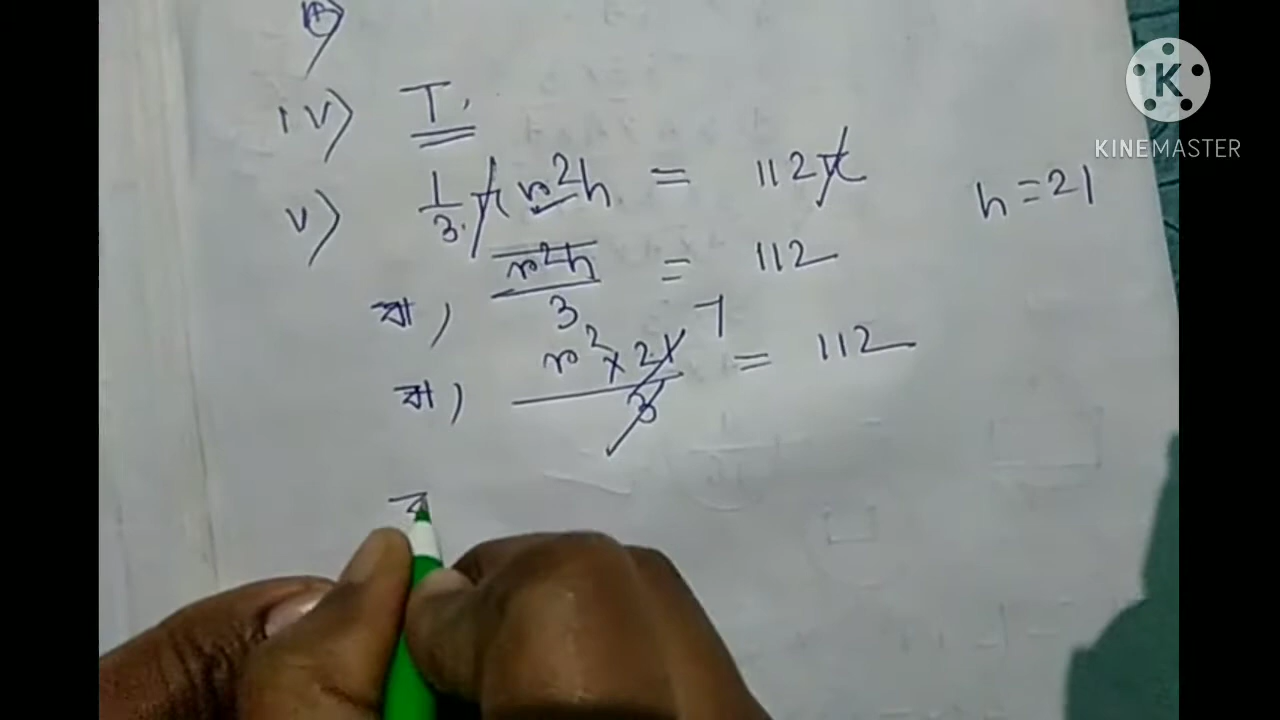 iv) T.
K
KINEMASTER
v) 1/3 π r²h = 112π
h = 21
বা, r²h/3 = 112
7
বা, r² × 21/3 = 112
ব